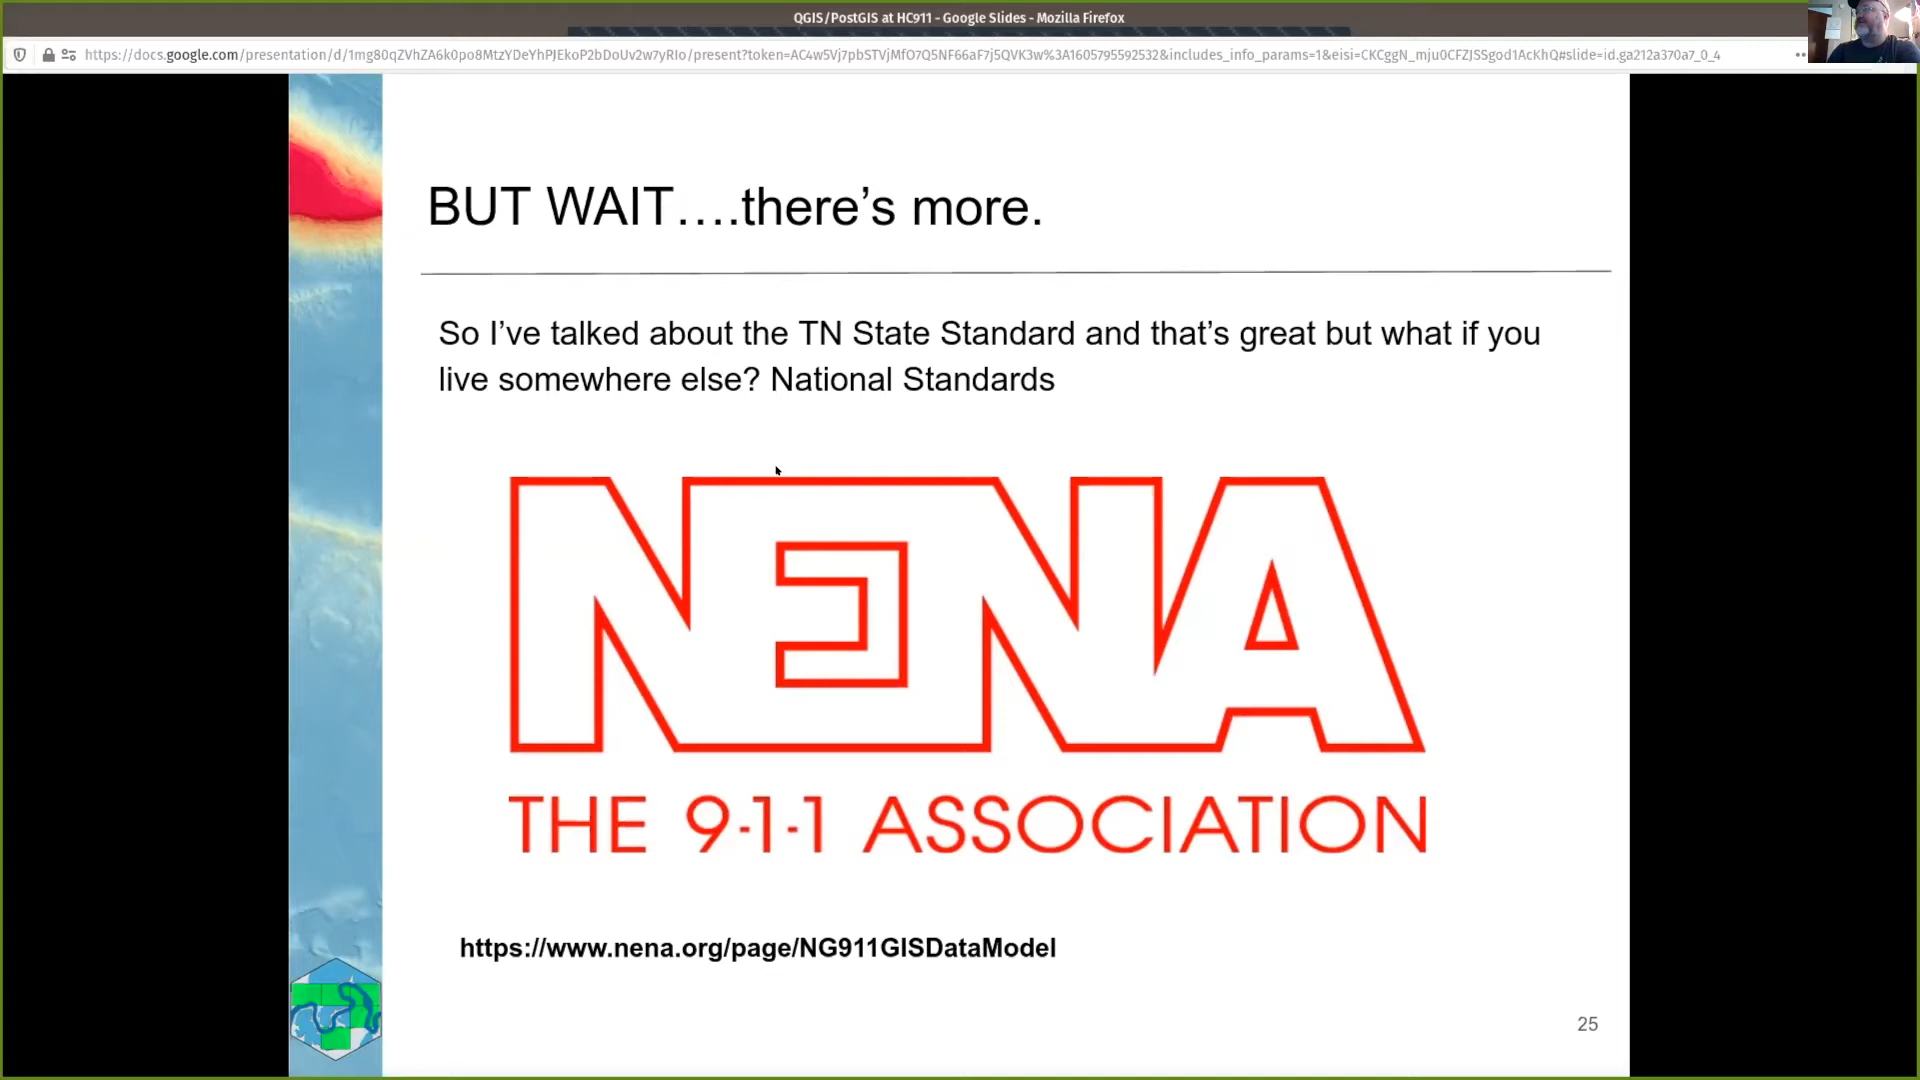 QGIS/PostGIS at HC911 - Google Slides - Mozilla Firefox
https://docs.google.com/presentation/d/1mg80qZVhZA6k0po8MtzYDeYhPJEkoP2bDoUv2w7yRIo/present?token=AC4w5Vj7pbSTVjMfO7Q5NF66aF7j5QVK3w%3A1605795592532&includes_info_params=1&eisi=CKCggN_mju0CFZJSSgod1AcKhQ#slide=id.ga212a370a7_0_4
BUT WAIT….there’s more.
So I’ve talked about the TN State Standard and that’s great but what if you
live somewhere else? National Standards
NENA
THE 9-1-1 ASSOCIATION
https://www.nena.org/page/NG911GISDataModel
25